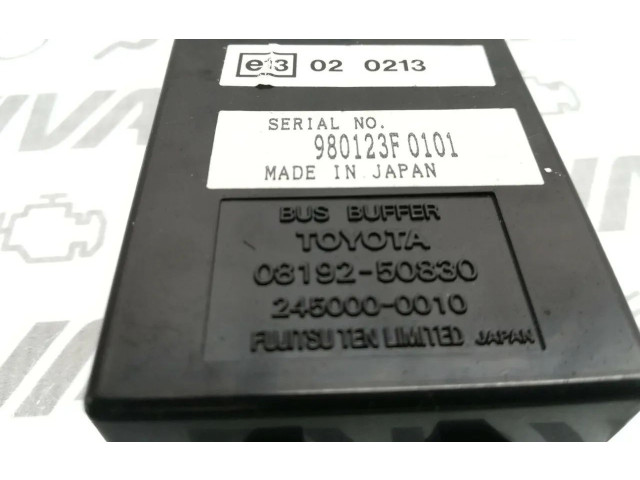 e13 02 0213
SERIAL NO.
980123F0101
MADE IN JAPAN
BUS BUFFER
TOYOTA
08192-50830
245000-0010
FUJITSU TEN LIMITED JAPAN